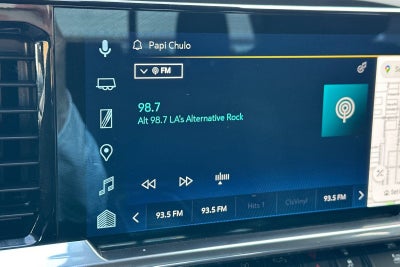 Papi Chulo
FM
98.7
Alt 98.7 LA's Alternative Rock
93.5 FM
93.5 FM
Hits 1
93.5 FM